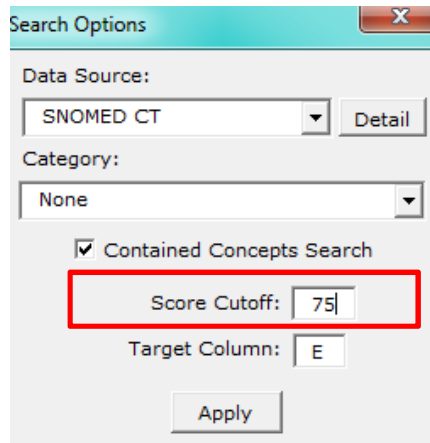 Search Options
X
Data Source:
SNOMED CT
Detail
Category:
None
Contained Concepts Search
Score Cutoff: 75
Target Column: E
Apply